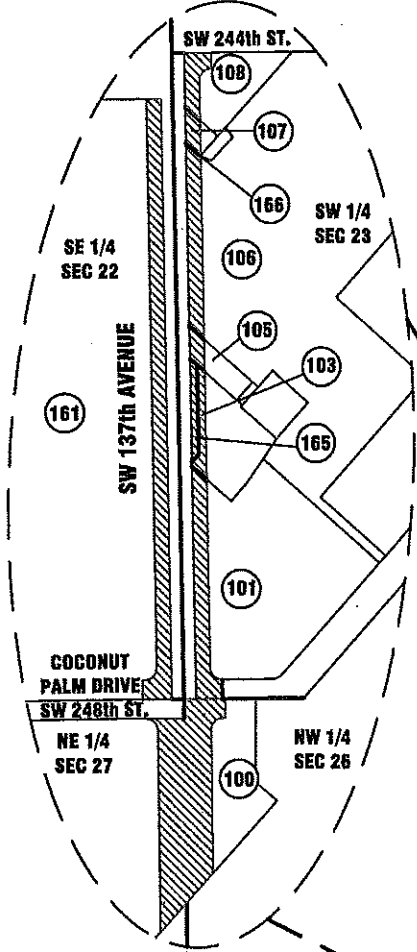 SW 244th ST.
108
107
166
SW 1/4
SEC 23
SE 1/4
SEC 22
106
105
103
SW 137th AVENUE
161
165
101
COCONUT
PALM DRIVE
SW 248th ST.
NE 1/4
SEC 27
NW 1/4
SEC 26
100